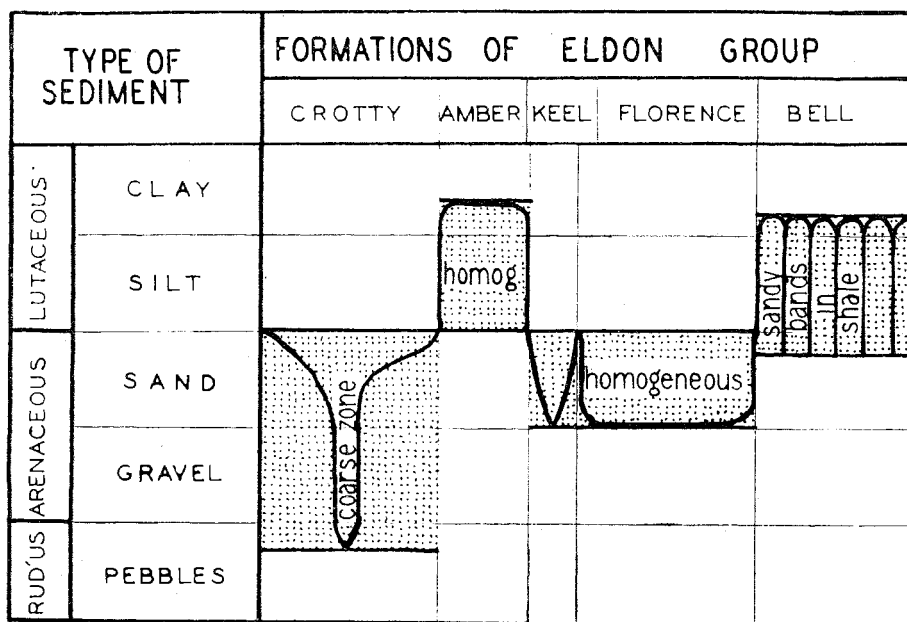 TYPE OF
SEDIMENT
FORMATIONS OF ELDON GROUP
CROTTY AMBER KEEL FLORENCE BELL
LUTACEOUS
CLAY
SILT
homog
sandy
bands
in
shale
ARENACEOUS
SAND
GRAVEL
coarse zone
homogeneous
RUD'US
PEBBLES